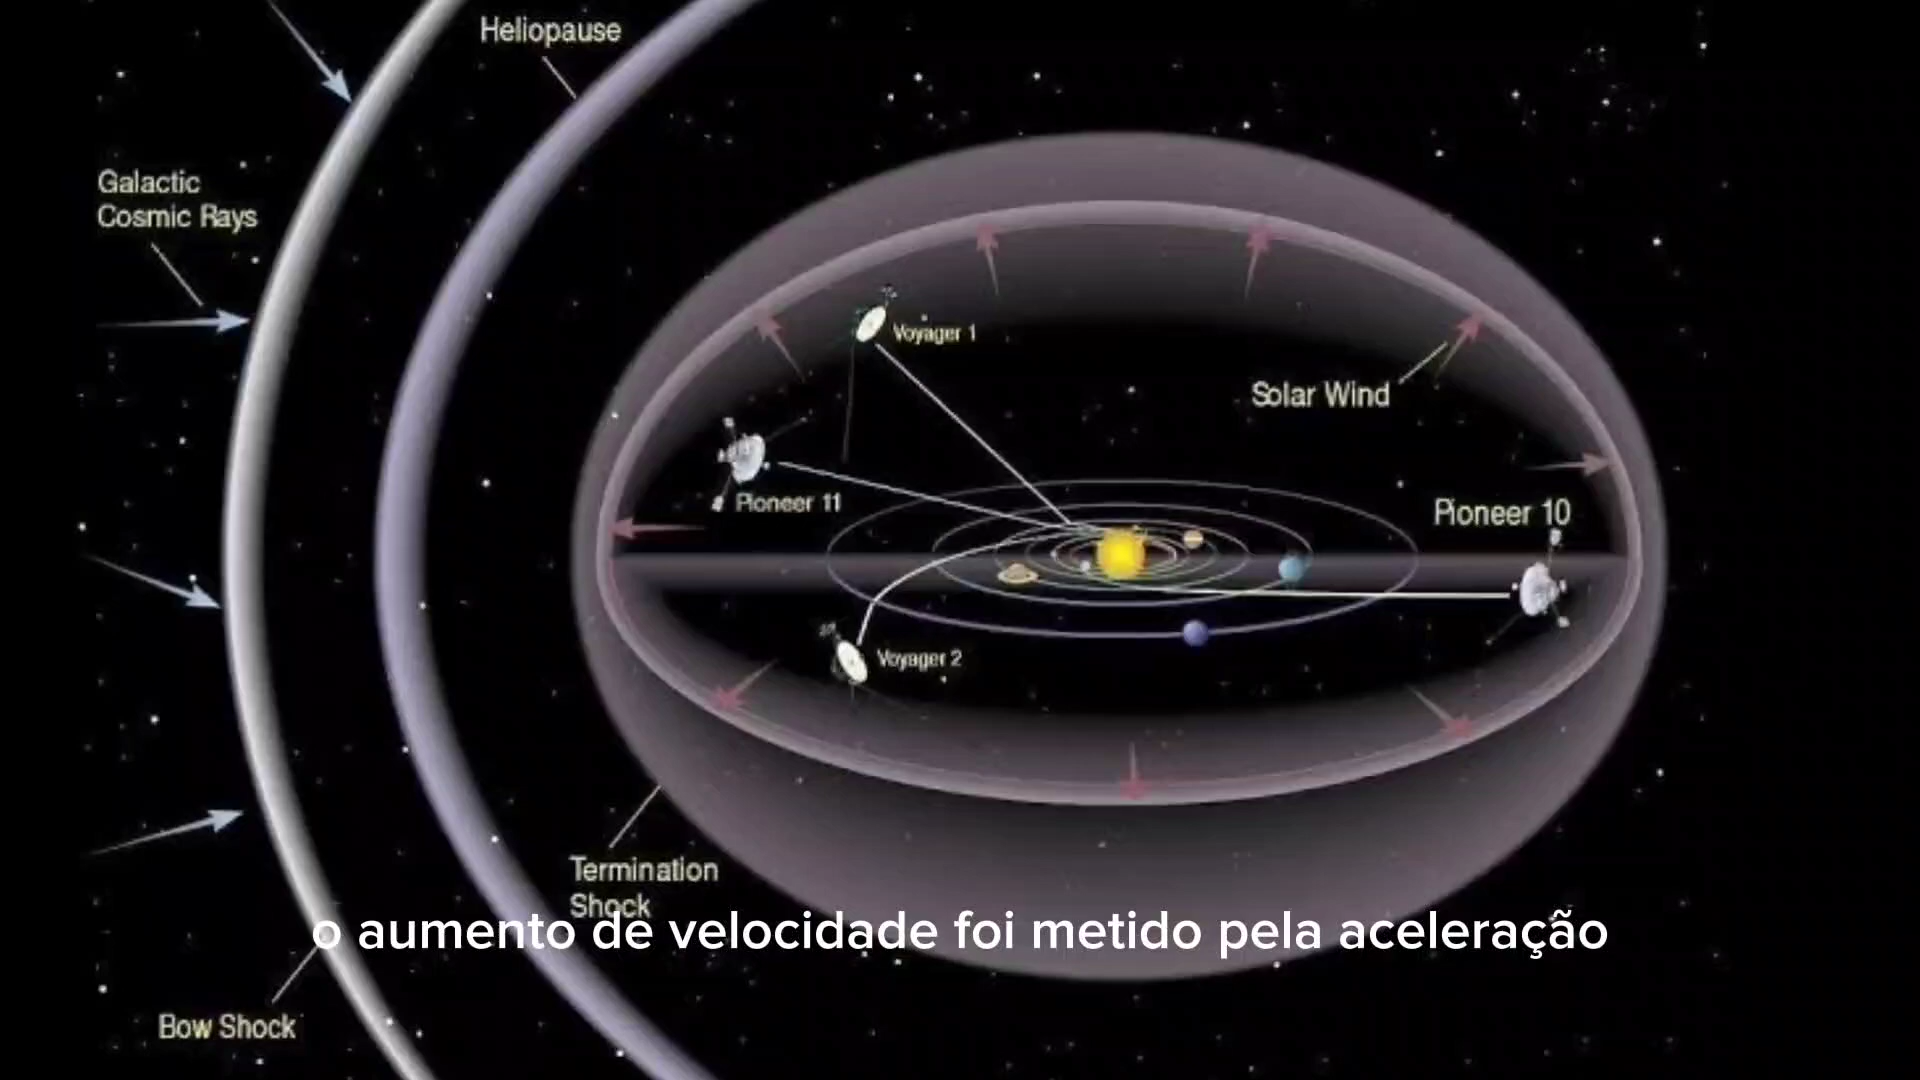 Heliopause
Galactic
Cosmic Rays
Voyager 1
Solar Wind
Pioneer 11
Pioneer 10
Voyager 2
Termination
Shock
o aumento de velocidade foi metido pela aceleração
Bow Shock